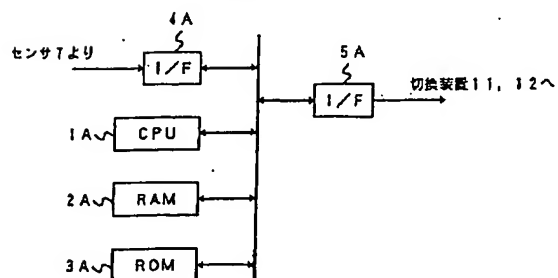 4A
センサ7より
I/F
5A
I/F
切換装置11, 12へ
1A
CPU
2A
RAM
3A
ROM